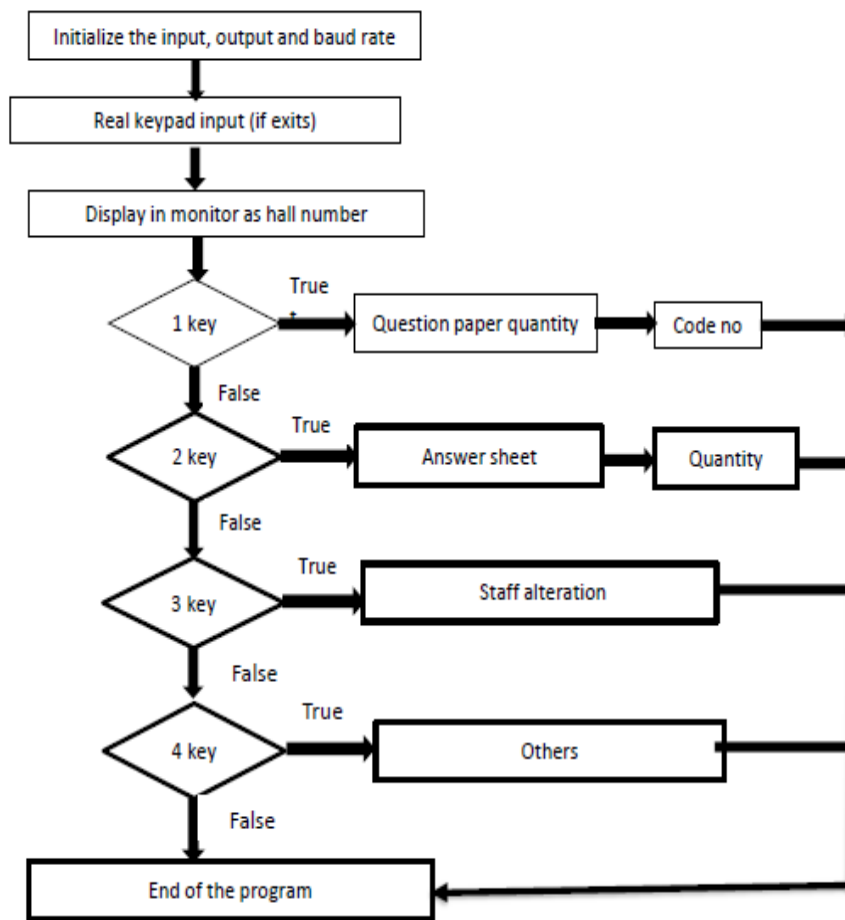 Initialize the input, output and baud rate
Real keypad input (if exits)
Display in monitor as hall number
1 key
True
Question paper quantity
Code no
False
2 key
True
Answer sheet
Quantity
False
3 key
True
Staff alteration
False
4 key
True
Others
False
End of the program